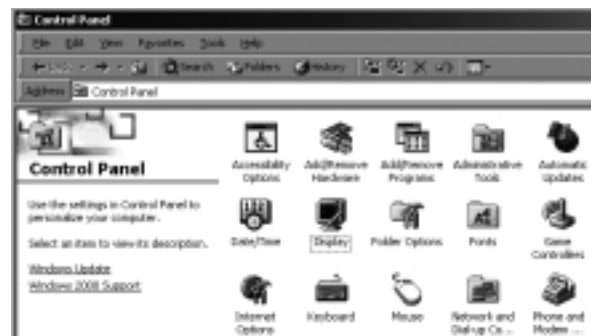 Control Panel
File Edit View Favorites Tools Help
Back Search Folders History
Address Control Panel
Control Panel
Use the settings in Control Panel to
personalize your computer.
Select an item to view its description.
Windows Update
Windows 2000 Support
Accessibility
Options
Add/Remove
Hardware
Add/Remove
Programs
Administrative
Tools
Automatic
Updates
Date/Time
Display
Folder Options
Fonts
Game
Controllers
Internet
Options
Keyboard
Mouse
Network and
Dial-up Co...
Phone and
Modem ...